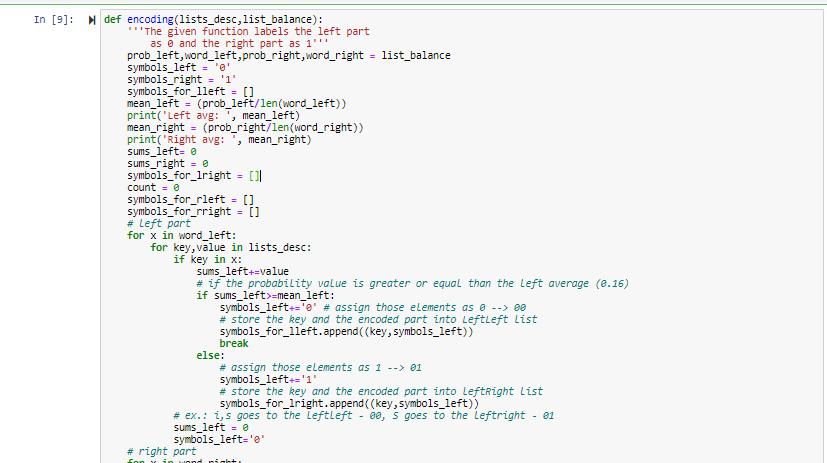 In [9]:
def encoding(lists_desc,list_balance):
    '''The given function labels the left part
        as 0 and the right part as 1'''
    prob_left,word_left,prob_right,word_right = list_balance
    symbols_left = '0'
    symbols_right = '1'
    symbols_for_lleft = []
    mean_left = (prob_left/len(word_left))
    print('Left avg: ', mean_left)
    mean_right = (prob_right/len(word_right))
    print('Right avg: ', mean_right)
    sums_left= 0
    sums_right = 0
    symbols_for_lright = []
    count = 0
    symbols_for_rleft = []
    symbols_for_rright = []
    # left part
    for x in word_left:
        for key,value in lists_desc:
            if key in x:
                sums_left+=value
                # if the probability value is greater or equal than the left average (0.16)
                if sums_left>=mean_left:
                    symbols_left+='0' # assign those elements as 0 --> 00
                    # store the key and the encoded part into LeftLeft list
                    symbols_for_lleft.append((key,symbols_left))
                    break
                else:
                    # assign those elements as 1 --> 01
                    symbols_left+='1'
                    # store the key and the encoded part into LeftRight list
                    symbols_for_lright.append((key,symbols_left))
            # ex.: i,s goes to the LeftLeft - 00, S goes to the Leftright - 01
            sums_left = 0
            symbols_left='0'
    # right part
    for x in word_right: